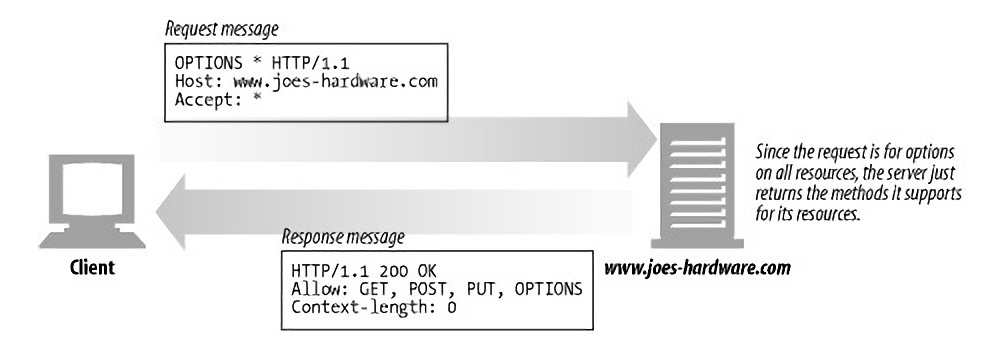 Request message
OPTIONS * HTTP/1.1
Host: www.joes-hardware.com
Accept: *
Since the request is for options
on all resources, the server just
returns the methods it supports
for its resources.
Client
www.joes-hardware.com
Response message
HTTP/1.1 200 OK
Allow: GET, POST, PUT, OPTIONS
Context-length: 0